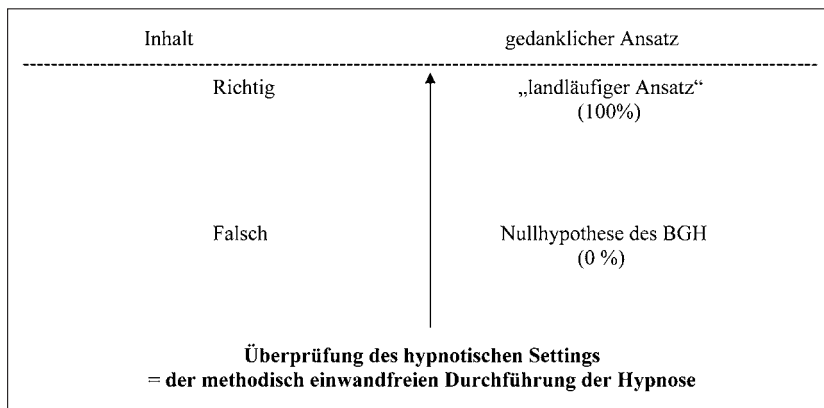 Inhalt gedanklicher Ansatz
Richtig „landläufiger Ansatz“
(100%)
Falsch Nullhypothese des BGH
(0 %)
Überprüfung des hypnotischen Settings
= der methodisch einwandfreien Durchführung der Hypnose